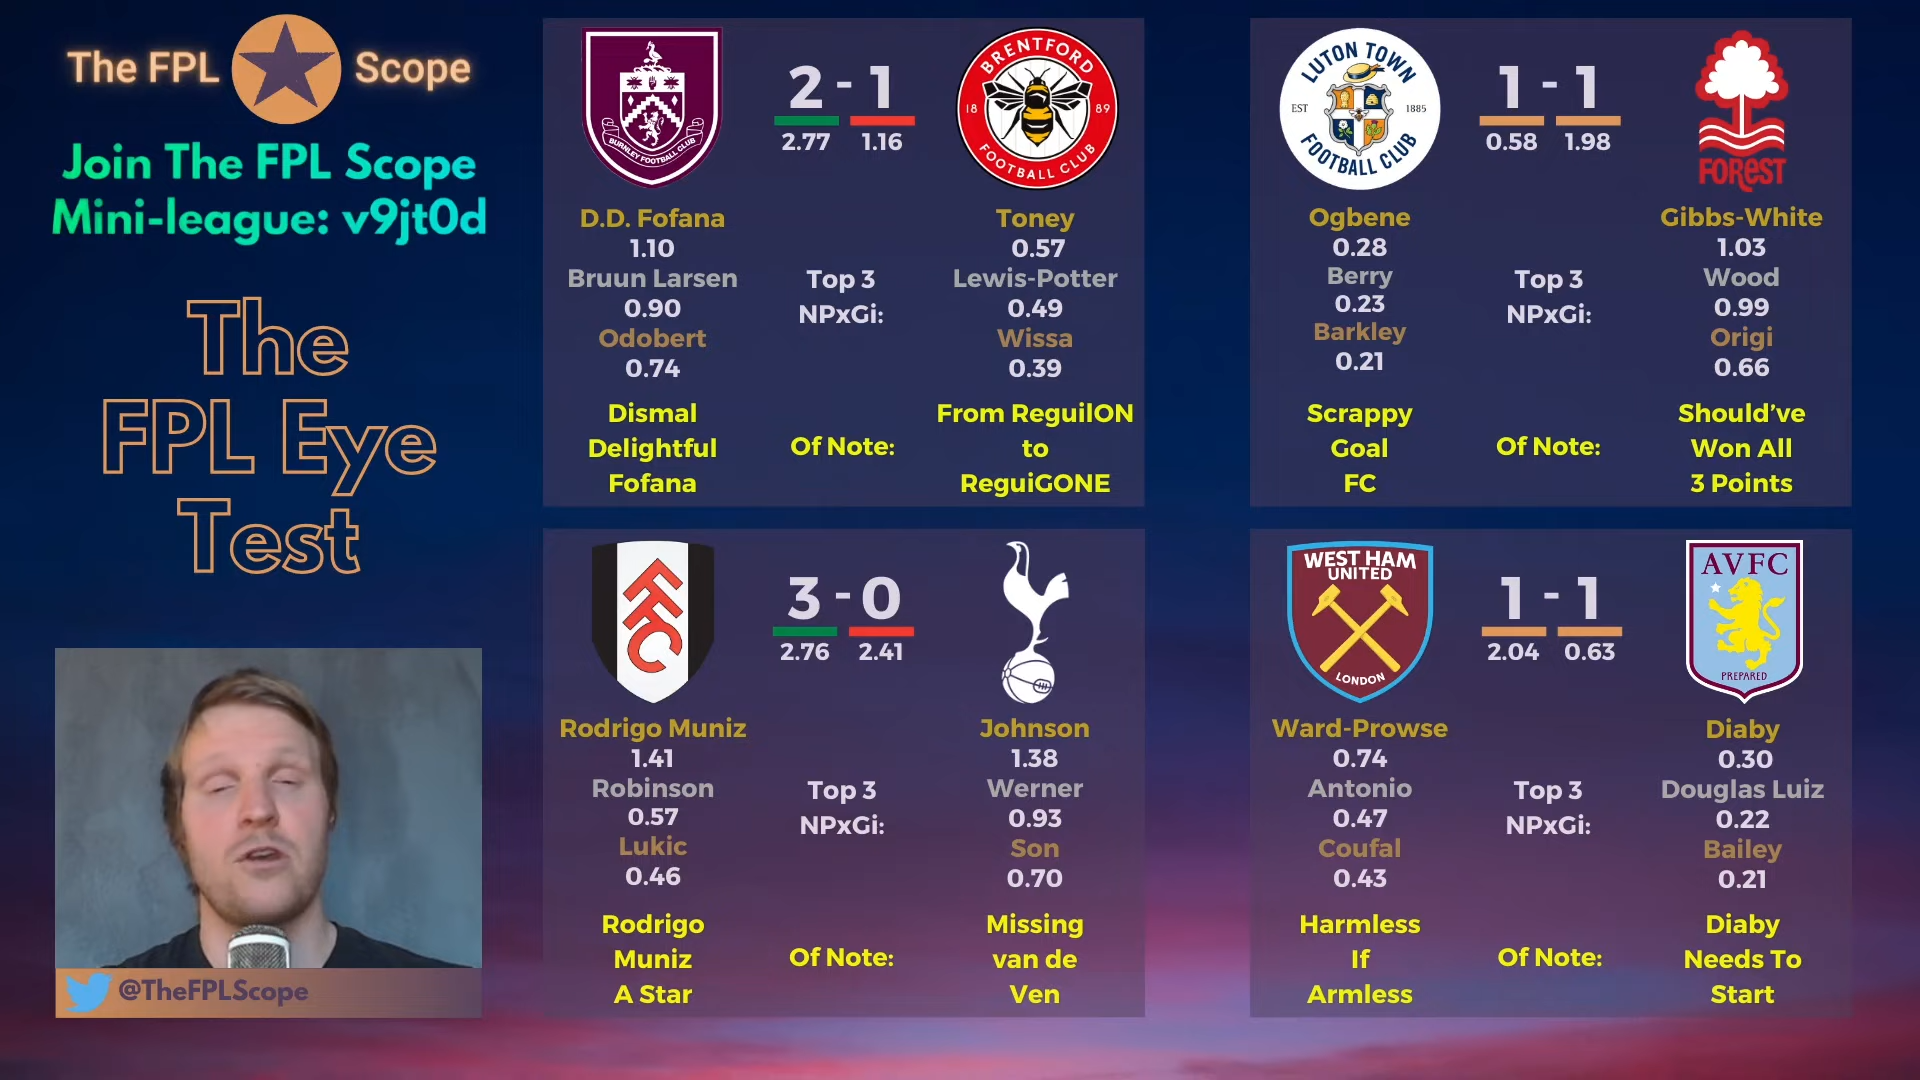 The FPL Scope
Join The FPL Scope
Mini-league: v9jt0d
The
FPL Eye
Test
@TheFPLScope
BURNLEY FOOTBALL CLUB
2 - 1
2.77 1.16
BRENTFORD
18 89
FOOTBALL CLUB
D.D. Fofana
1.10
Bruun Larsen
0.90
Odobert
0.74
Top 3
NPxGi:
Toney
0.57
Lewis-Potter
0.49
Wissa
0.39
Dismal
Delightful
Fofana
Of Note:
From ReguilON
to
ReguiGONE
LUTON TOWN
EST 1885
FOOTBALL CLUB
1 - 1
0.58 1.98
FOREST
Ogbene
0.28
Berry
0.23
Barkley
0.21
Top 3
NPxGi:
Gibbs-White
1.03
Wood
0.99
Origi
0.66
Scrappy
Goal
FC
Of Note:
Should've
Won All
3 Points
FFC
3 - 0
2.76 2.41
Rodrigo Muniz
1.41
Robinson
0.57
Lukic
0.46
Top 3
NPxGi:
Johnson
1.38
Werner
0.93
Son
0.70
Rodrigo
Muniz
A Star
Of Note:
Missing
van de
Ven
WEST HAM
UNITED
LONDON
1 - 1
2.04 0.63
AVFC
PREPARED
Ward-Prowse
0.74
Antonio
0.47
Coufal
0.43
Top 3
NPxGi:
Diaby
0.30
Douglas Luiz
0.22
Bailey
0.21
Harmless
If
Armless
Of Note:
Diaby
Needs To
Start